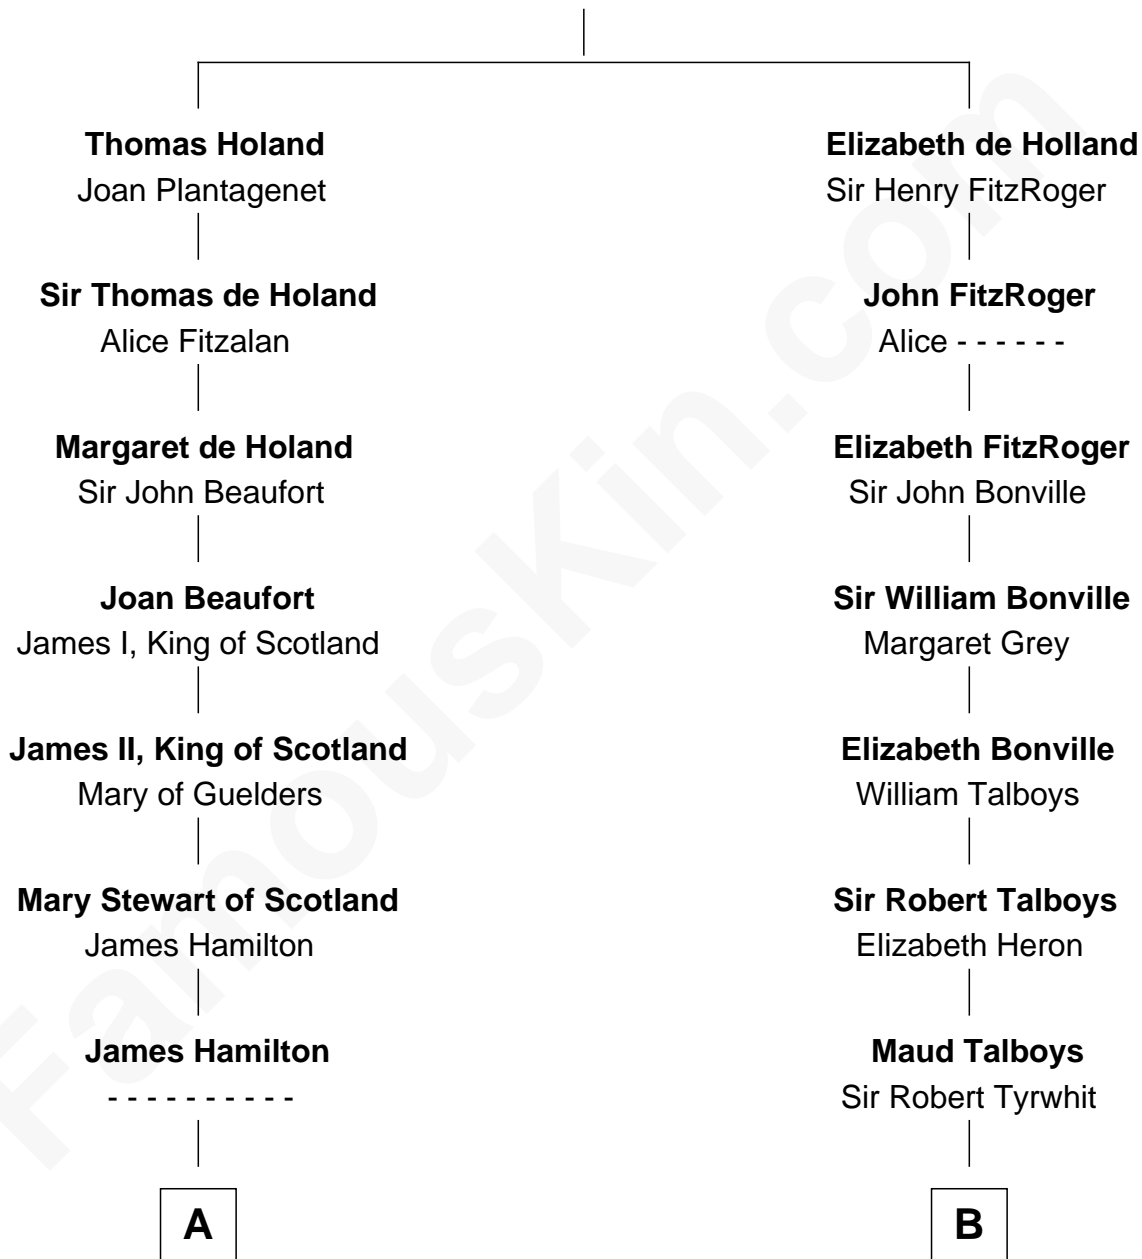 Thomas Holand
Joan Plantagenet
Sir Thomas de Holand
Alice Fitzalan
Margaret de Holand
Sir John Beaufort
Joan Beaufort
James I, King of Scotland
James II, King of Scotland
Mary of Guelders
Mary Stewart of Scotland
James Hamilton
James Hamilton
- - - - - - - - - -
A
Elizabeth de Holland
Sir Henry FitzRoger
John FitzRoger
Alice - - - - - -
Elizabeth FitzRoger
Sir John Bonville
Sir William Bonville
Margaret Grey
Elizabeth Bonville
William Talboys
Sir Robert Talboys
Elizabeth Heron
Maud Talboys
Sir Robert Tyrwhit
B
FamousKin.com